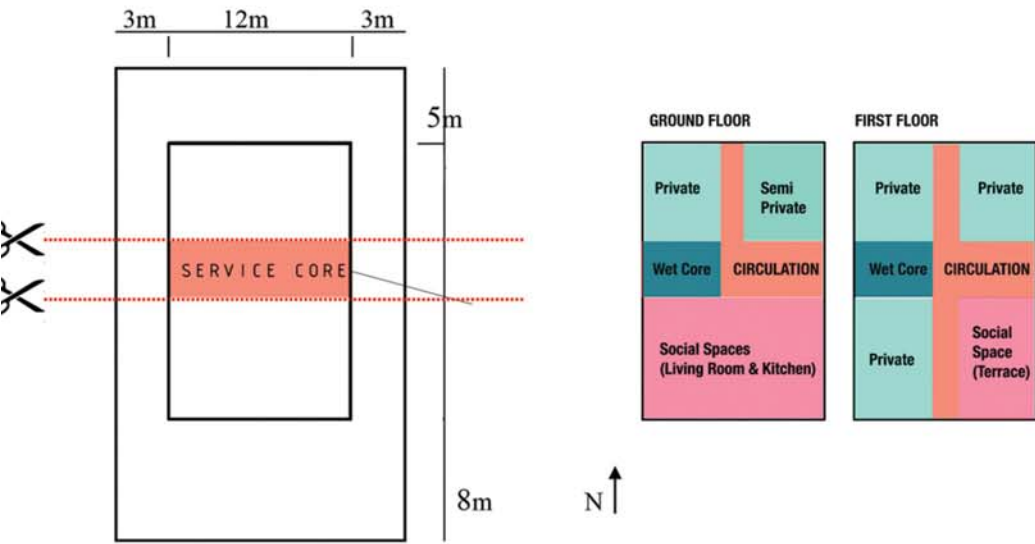 3m 12m 3m
5m
SERVICE CORE
8m
N
GROUND FLOOR
Private
Semi
Private
Wet Core
CIRCULATION
Social Spaces
(Living Room & Kitchen)
FIRST FLOOR
Private
Private
Wet Core
CIRCULATION
Private
Social
Space
(Terrace)